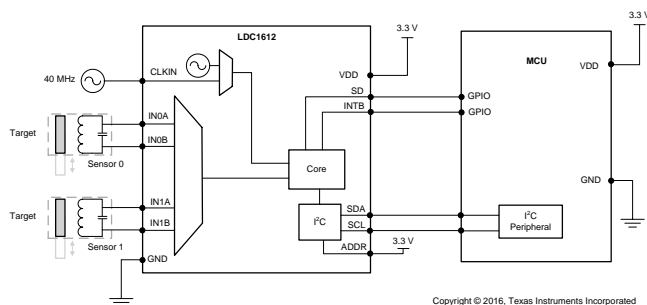 3.3 V
3.3 V
LDC1612
MCU
40 MHz
CLKIN
VDD
VDD
SD
GPIO
INTB
GPIO
Target
IN0A
IN0B
Sensor 0
Core
GND
Target
IN1A
IN1B
Sensor 1
I²C
SDA
SCL
I²C
Peripheral
ADDR
3.3 V
GND
Copyright © 2016, Texas Instruments Incorporated